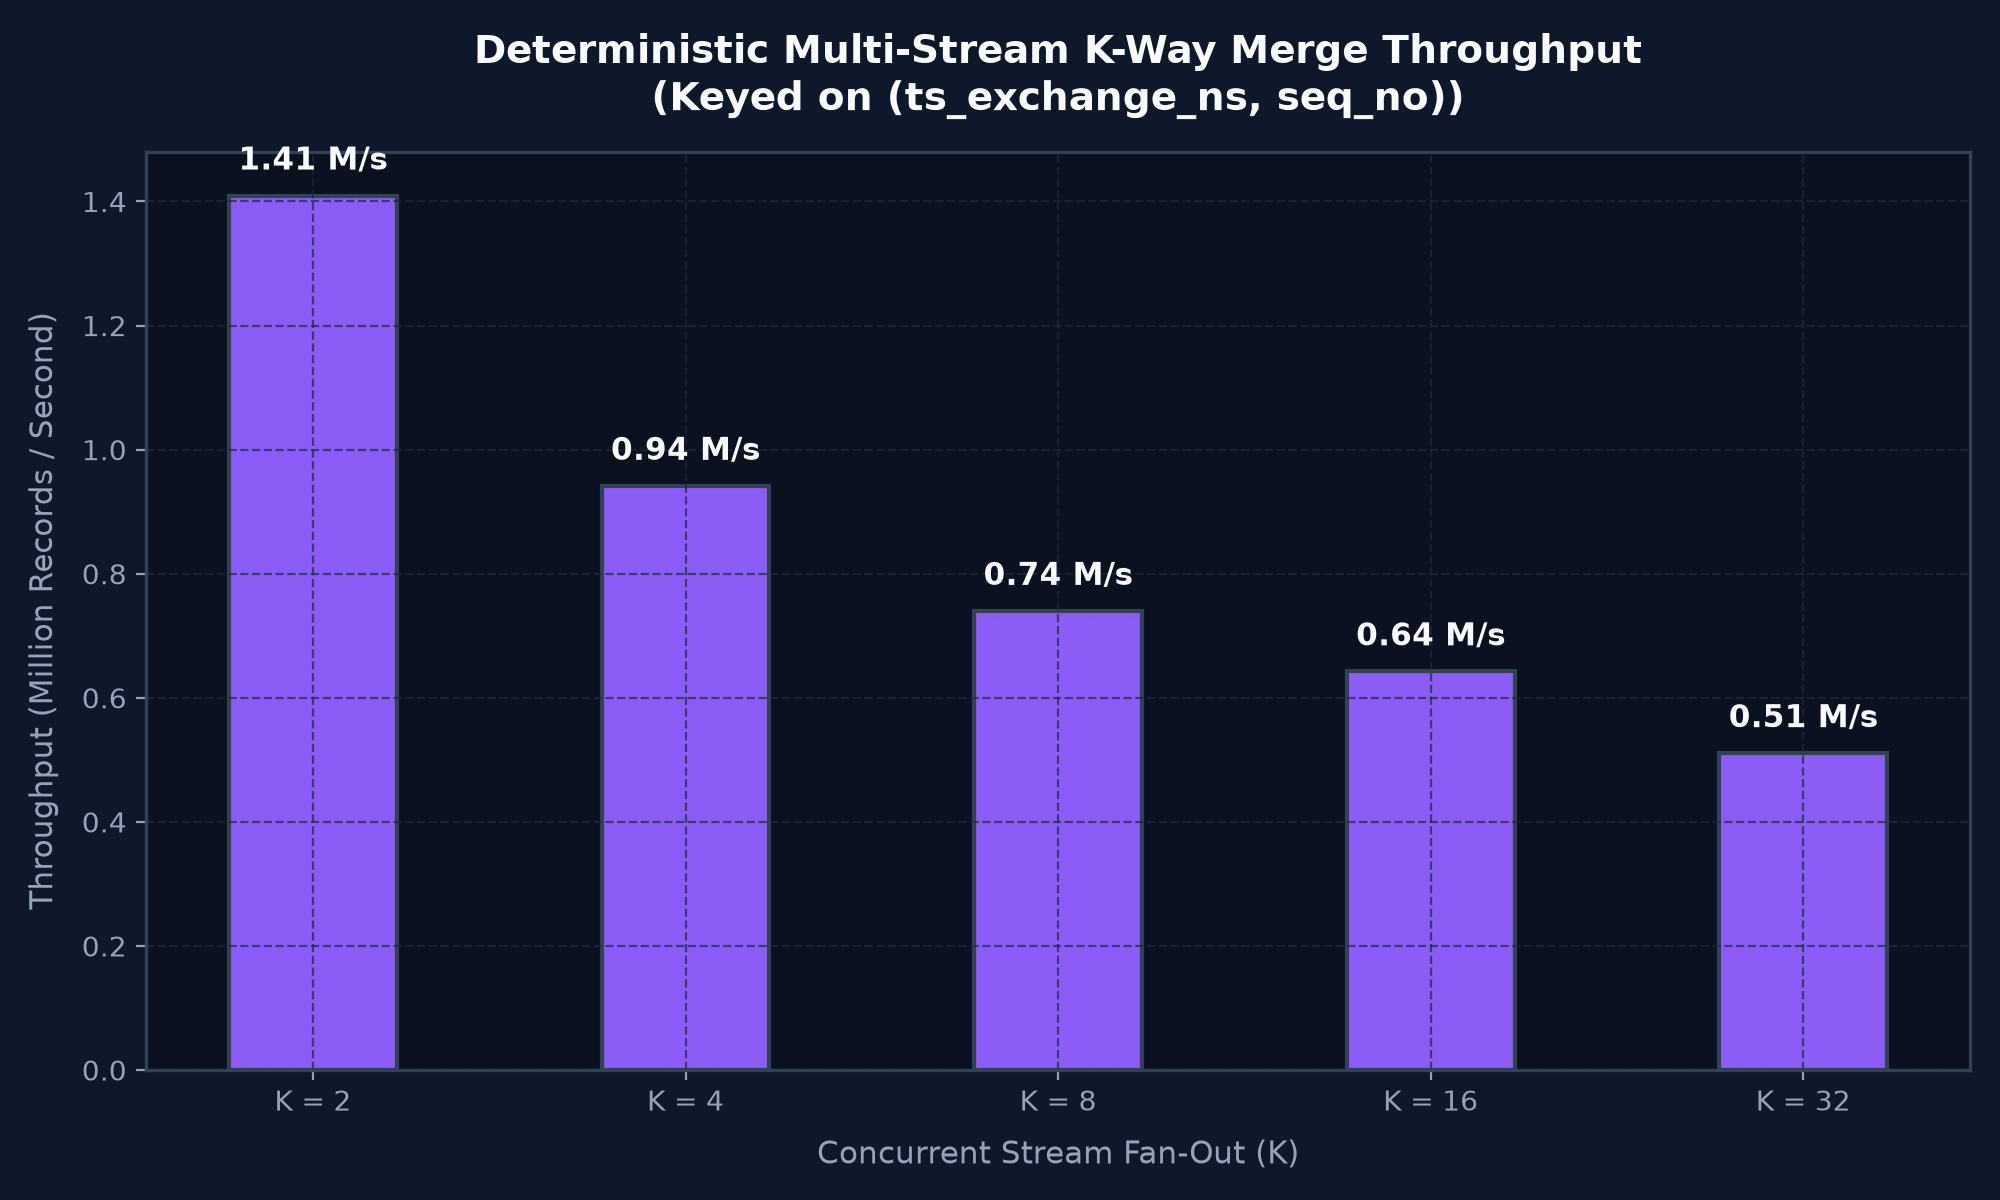 Deterministic Multi-Stream K-Way Merge Throughput
(Keyed on (ts_exchange_ns, seq_no))
Throughput (Million Records / Second)
1.4
1.2
1.0
0.8
0.6
0.4
0.2
0.0
1.41 M/s
0.94 M/s
0.74 M/s
0.64 M/s
0.51 M/s
K = 2
K = 4
K = 8
K = 16
K = 32
Concurrent Stream Fan-Out (K)